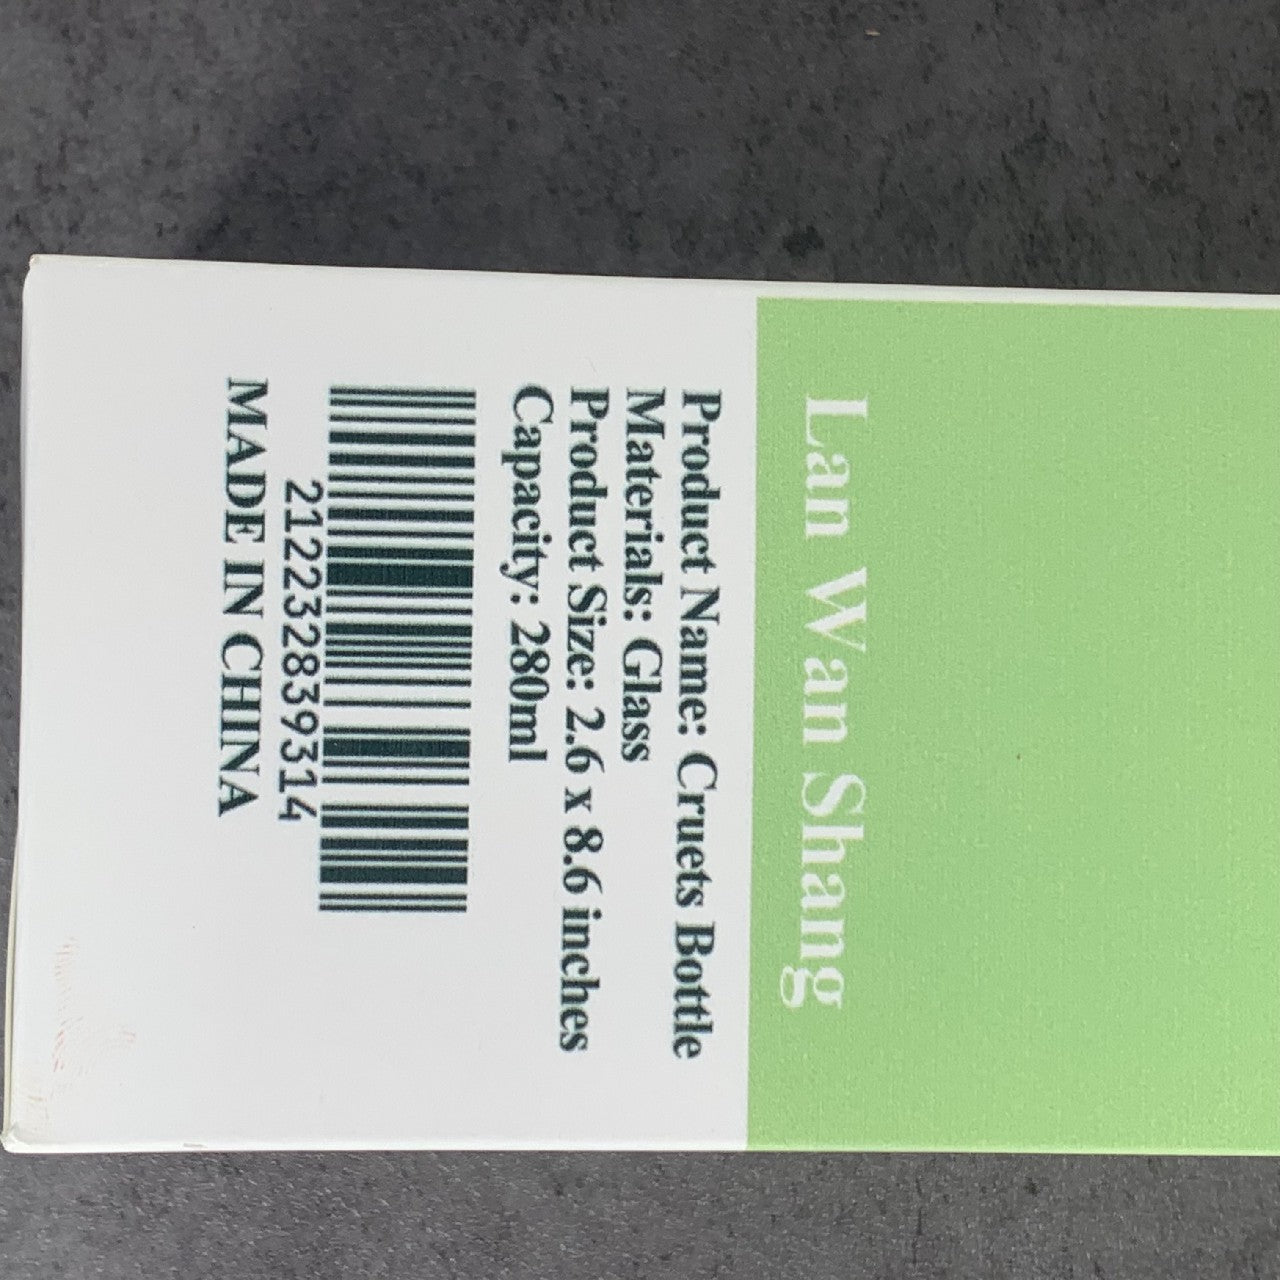 Lan Wan Shang
Product Name: Cruets Bottle
Materials: Glass
Product Size: 2.6 x 8.6 inches
Capacity: 280ml
212232839314
MADE IN CHINA